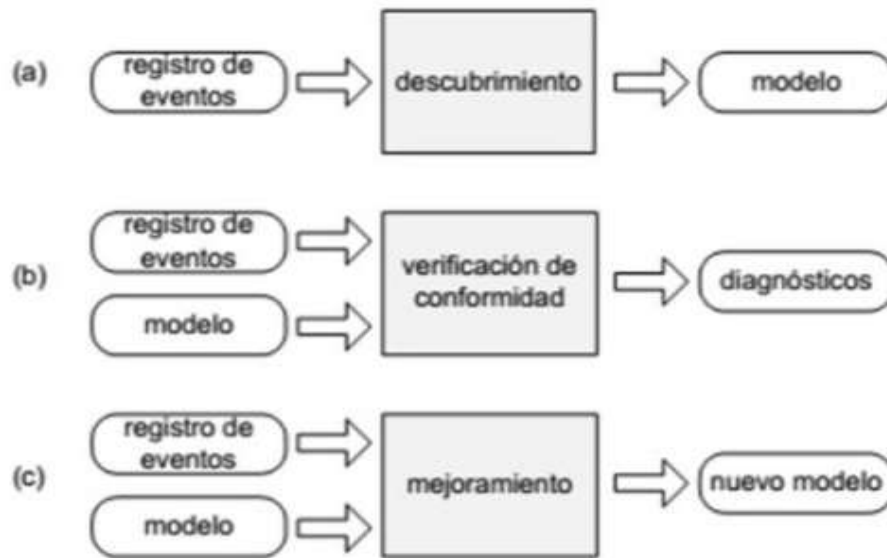 (a)
registro de
eventos
descubrimiento
modelo
(b)
registro de
eventos
modelo
verificación de
conformidad
diagnósticos
(c)
registro de
eventos
modelo
mejoramiento
nuevo modelo